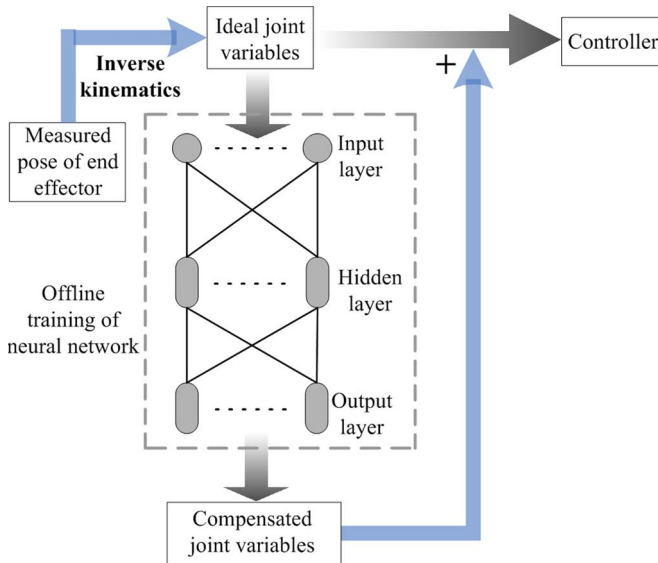 Ideal joint
variables
Controller
+
Inverse
kinematics
Measured
pose of end
effector
Input
layer
Offline
training of
neural network
Hidden
layer
Output
layer
Compensated
joint variables